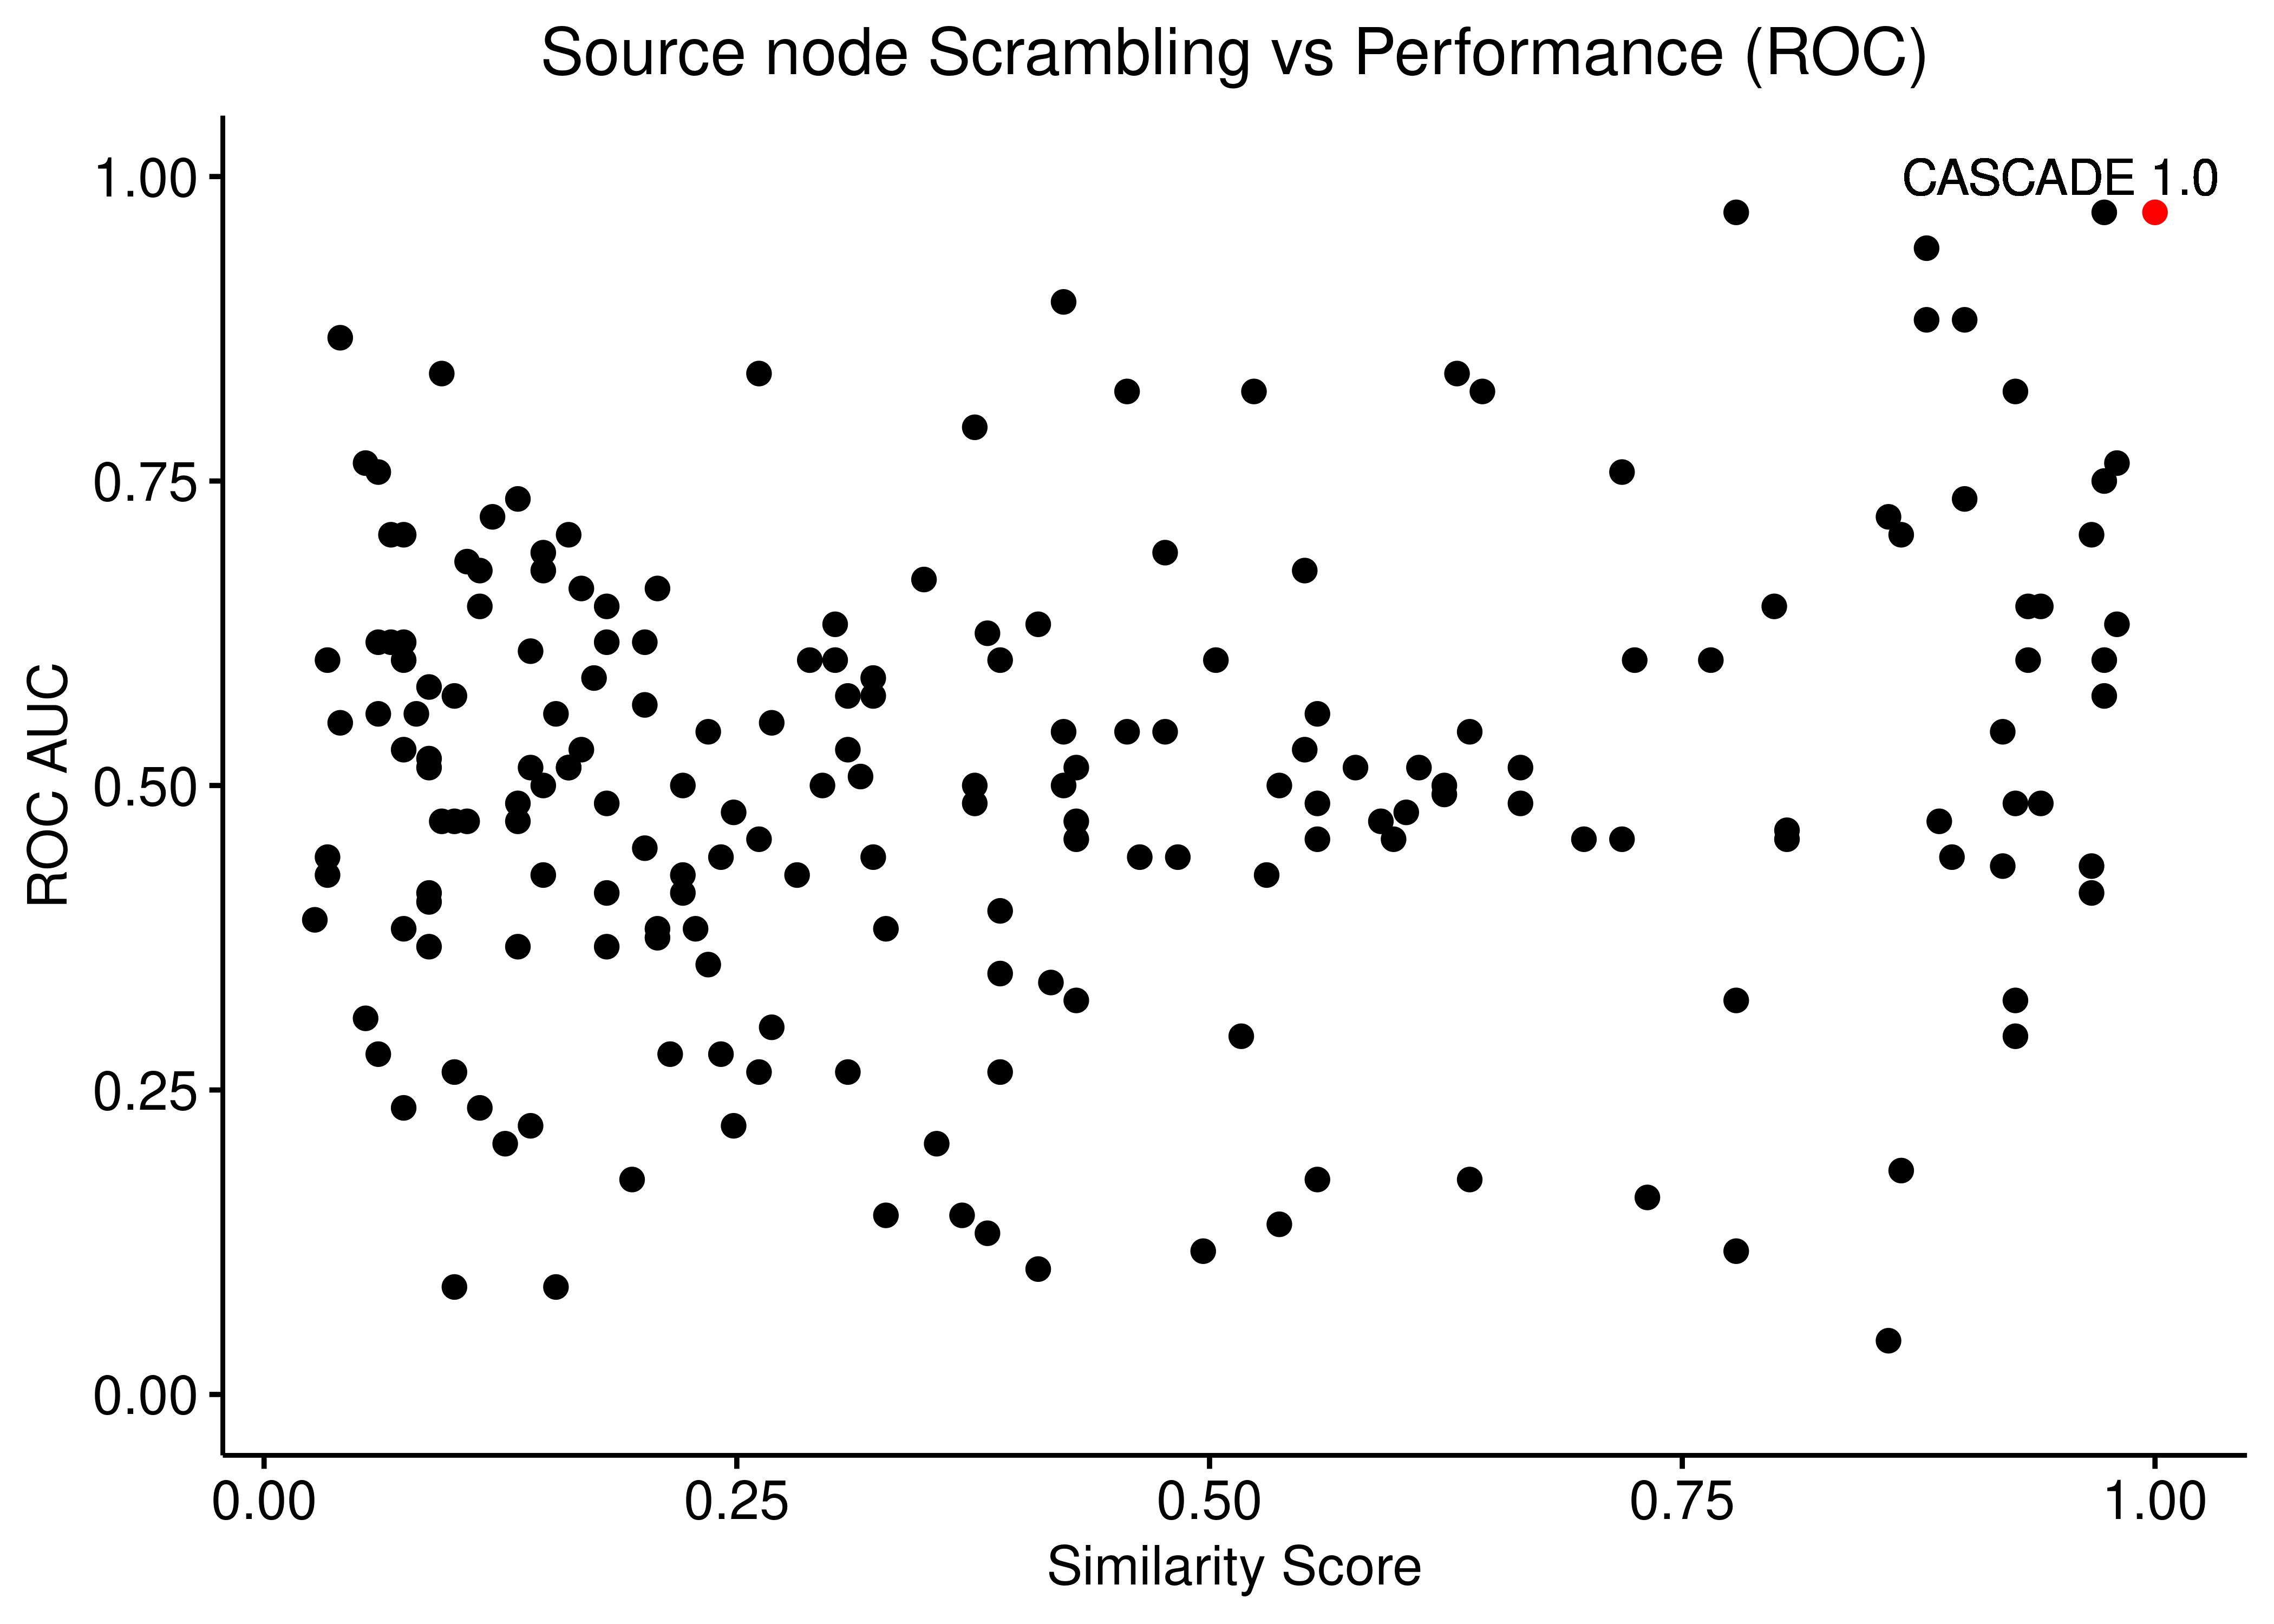 Source node Scrambling vs Performance (ROC)
CASCADE 1.0
1.00
0.75
0.50
0.25
0.00
ROC AUC
0.00 0.25 0.50 0.75 1.00
Similarity Score